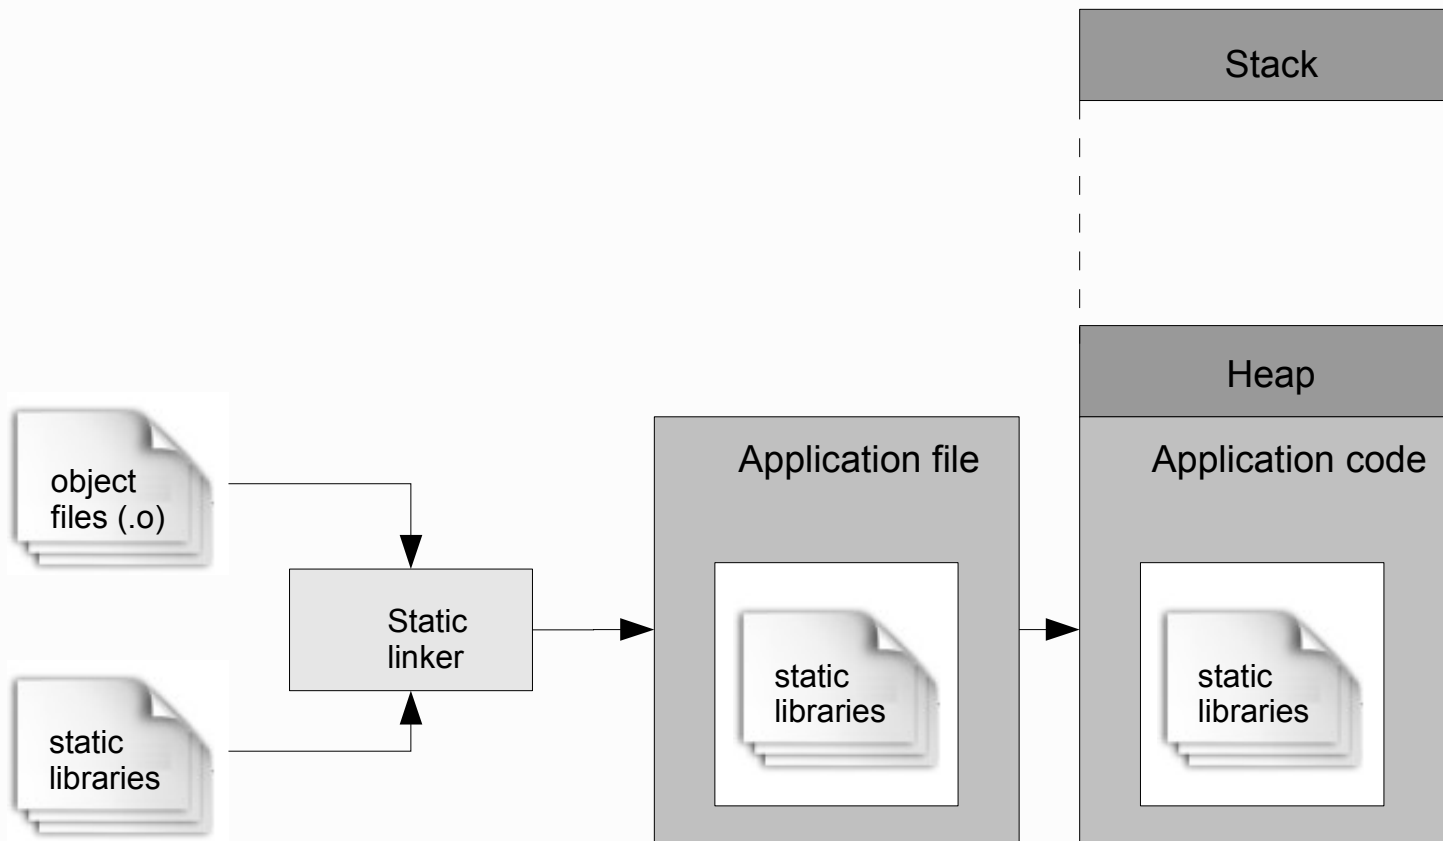 Stack
Heap
Application file
Application code
object
files (.o)
Static
linker
static
libraries
static
libraries
static
libraries